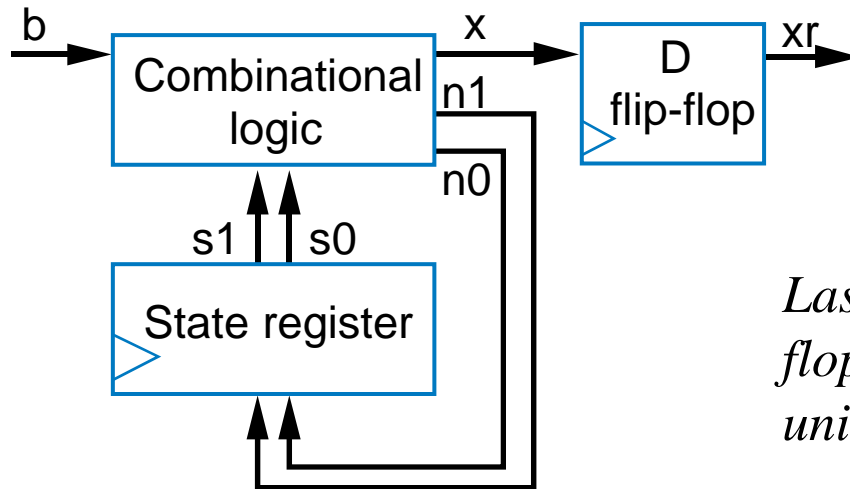 b
x
xr
Combinational
logic
n1
n0
D
flip-flop
s1 s0
State register